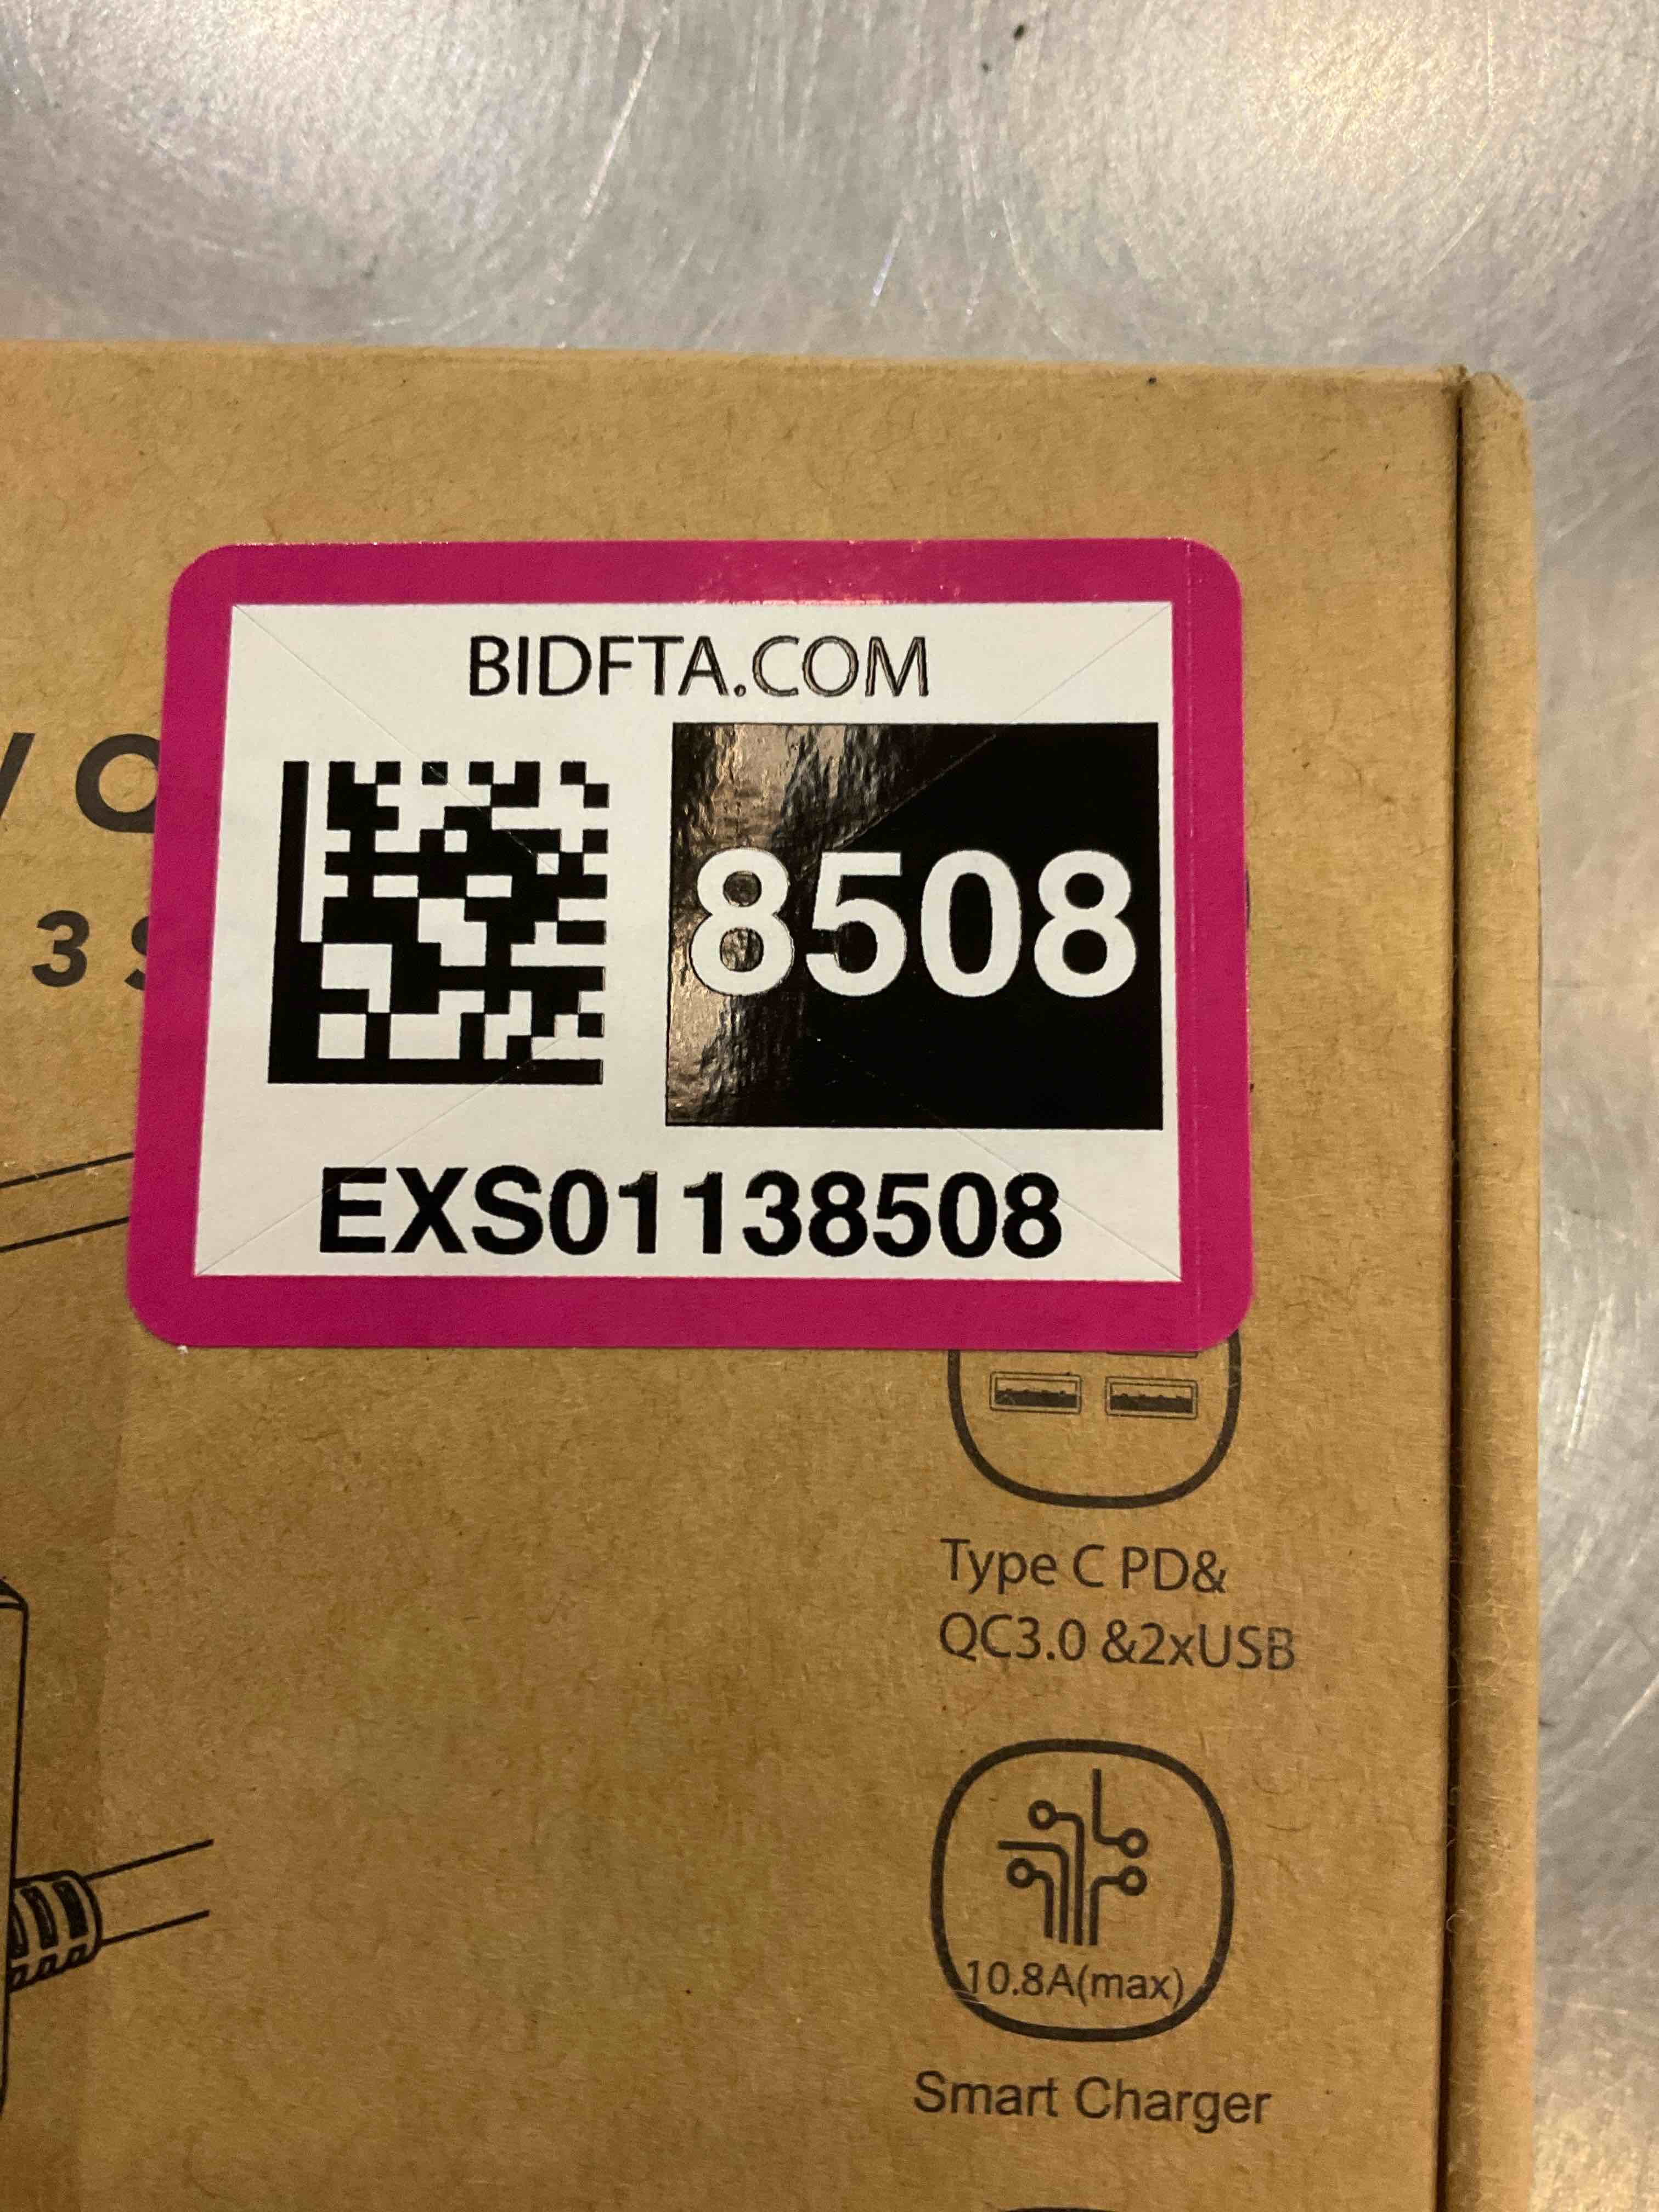 BIDFTA.COM
8508
EXS01138508
Type C PD&
QC3.0 &2xUSB
10.8A(max)
Smart Charger